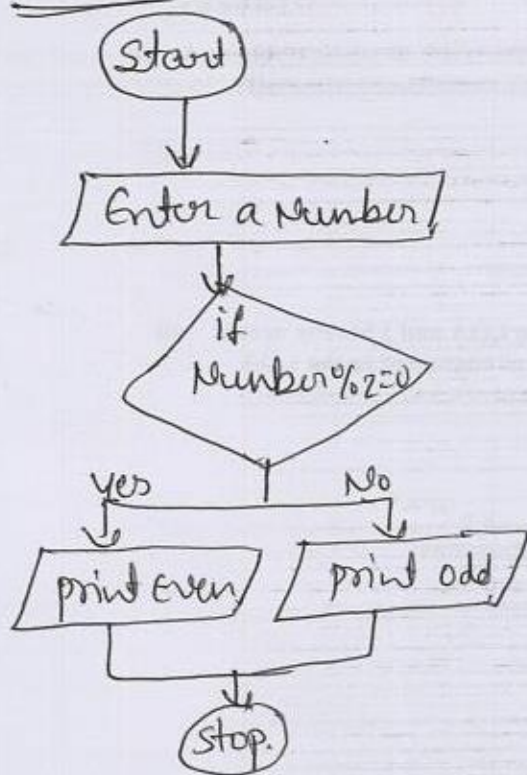 Start
Enter a Number
if
Number%2=0
yes No
print Even print odd
stop.